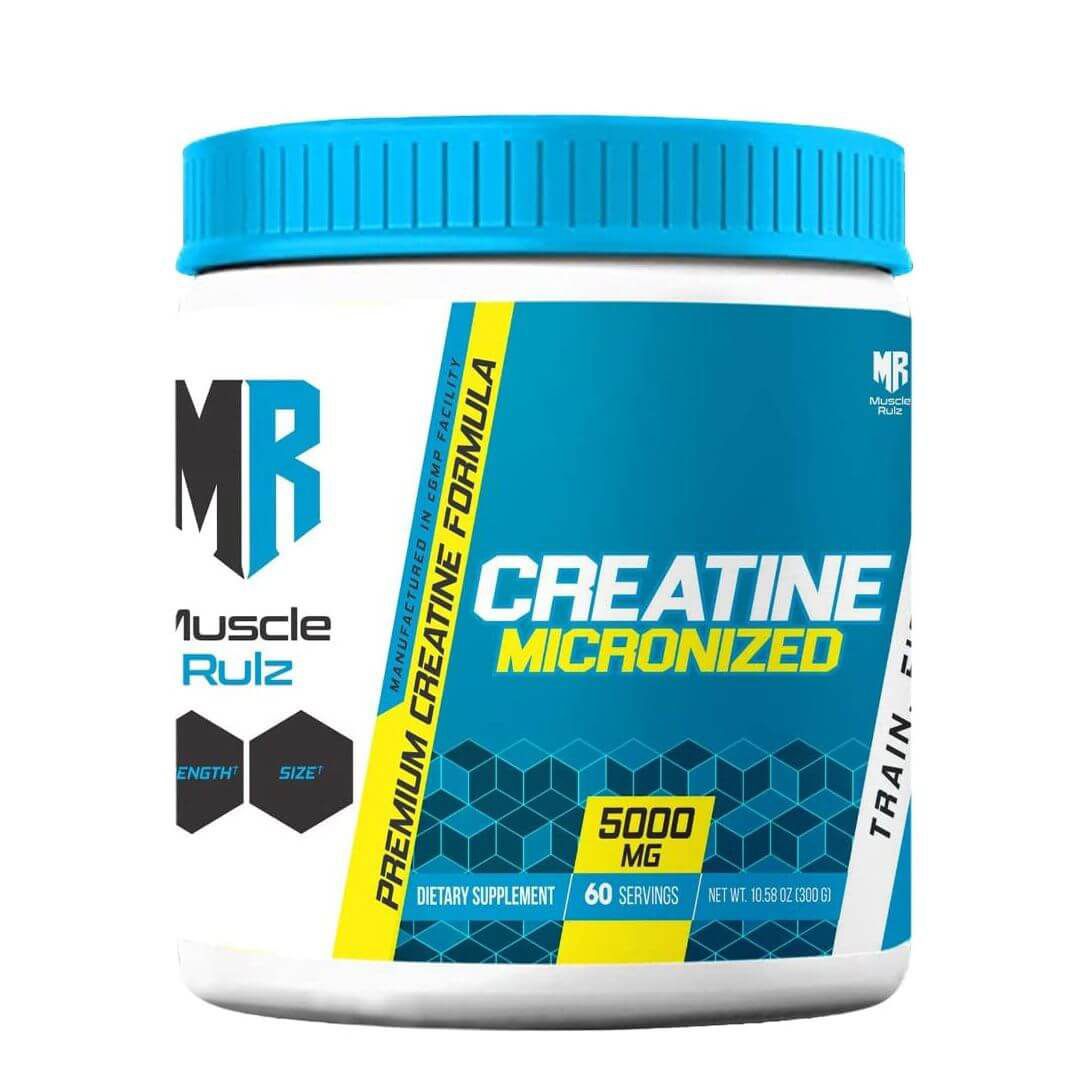 MR
Muscle
Rulz
SIZE†
MANUFACTURED IN cGMP FACILITY
PREMIUM CREATINE FORMULA
MR
Muscle
Rulz
CREATINE
MICRONIZED
5000
MG
DIETARY SUPPLEMENT
60 SERVINGS
NET WT. 10.58 OZ (300 G)
TRAIN.